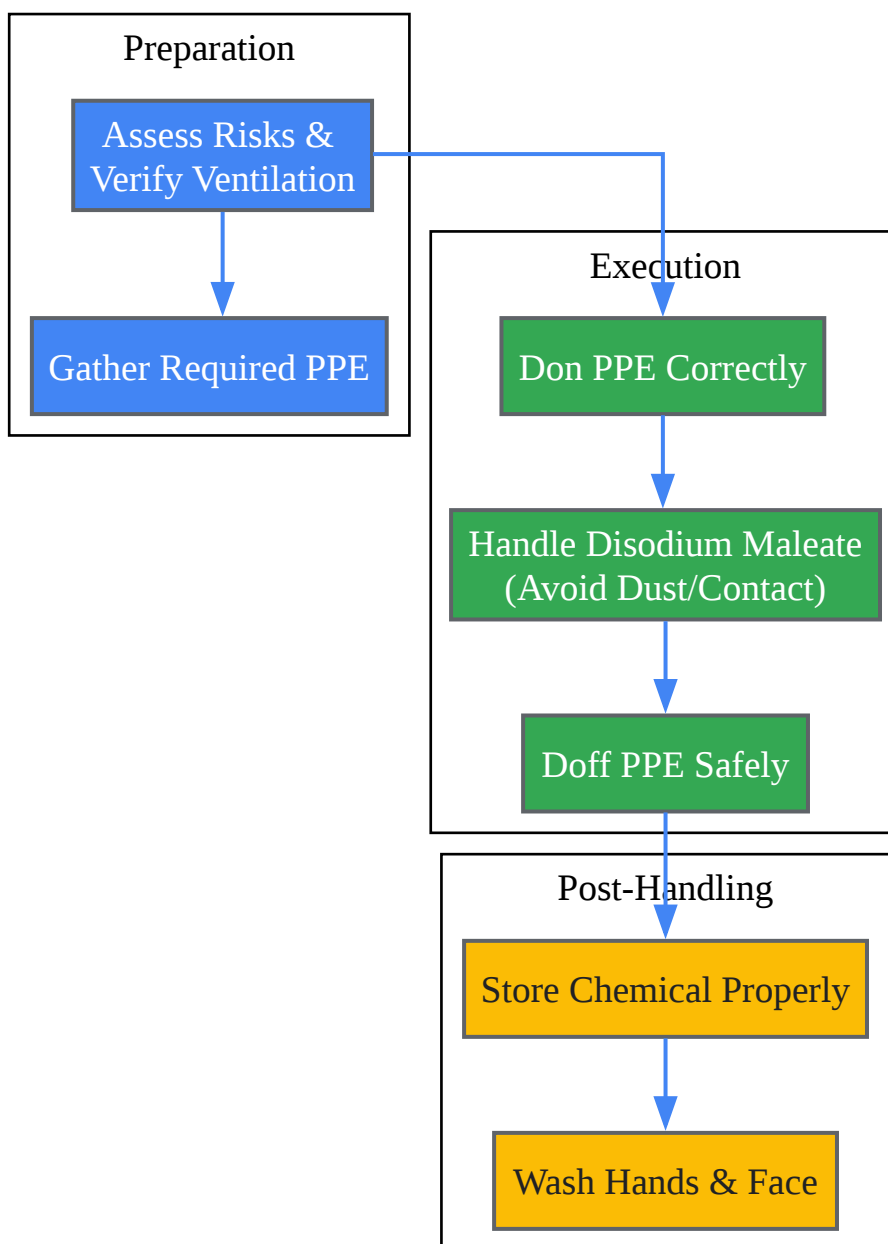 Preparation
Assess Risks &
Verify Ventilation
Gather Required PPE
Execution
Don PPE Correctly
Handle Disodium Maleate
(Avoid Dust/Contact)
Doff PPE Safely
Post-Handling
Store Chemical Properly
Wash Hands & Face